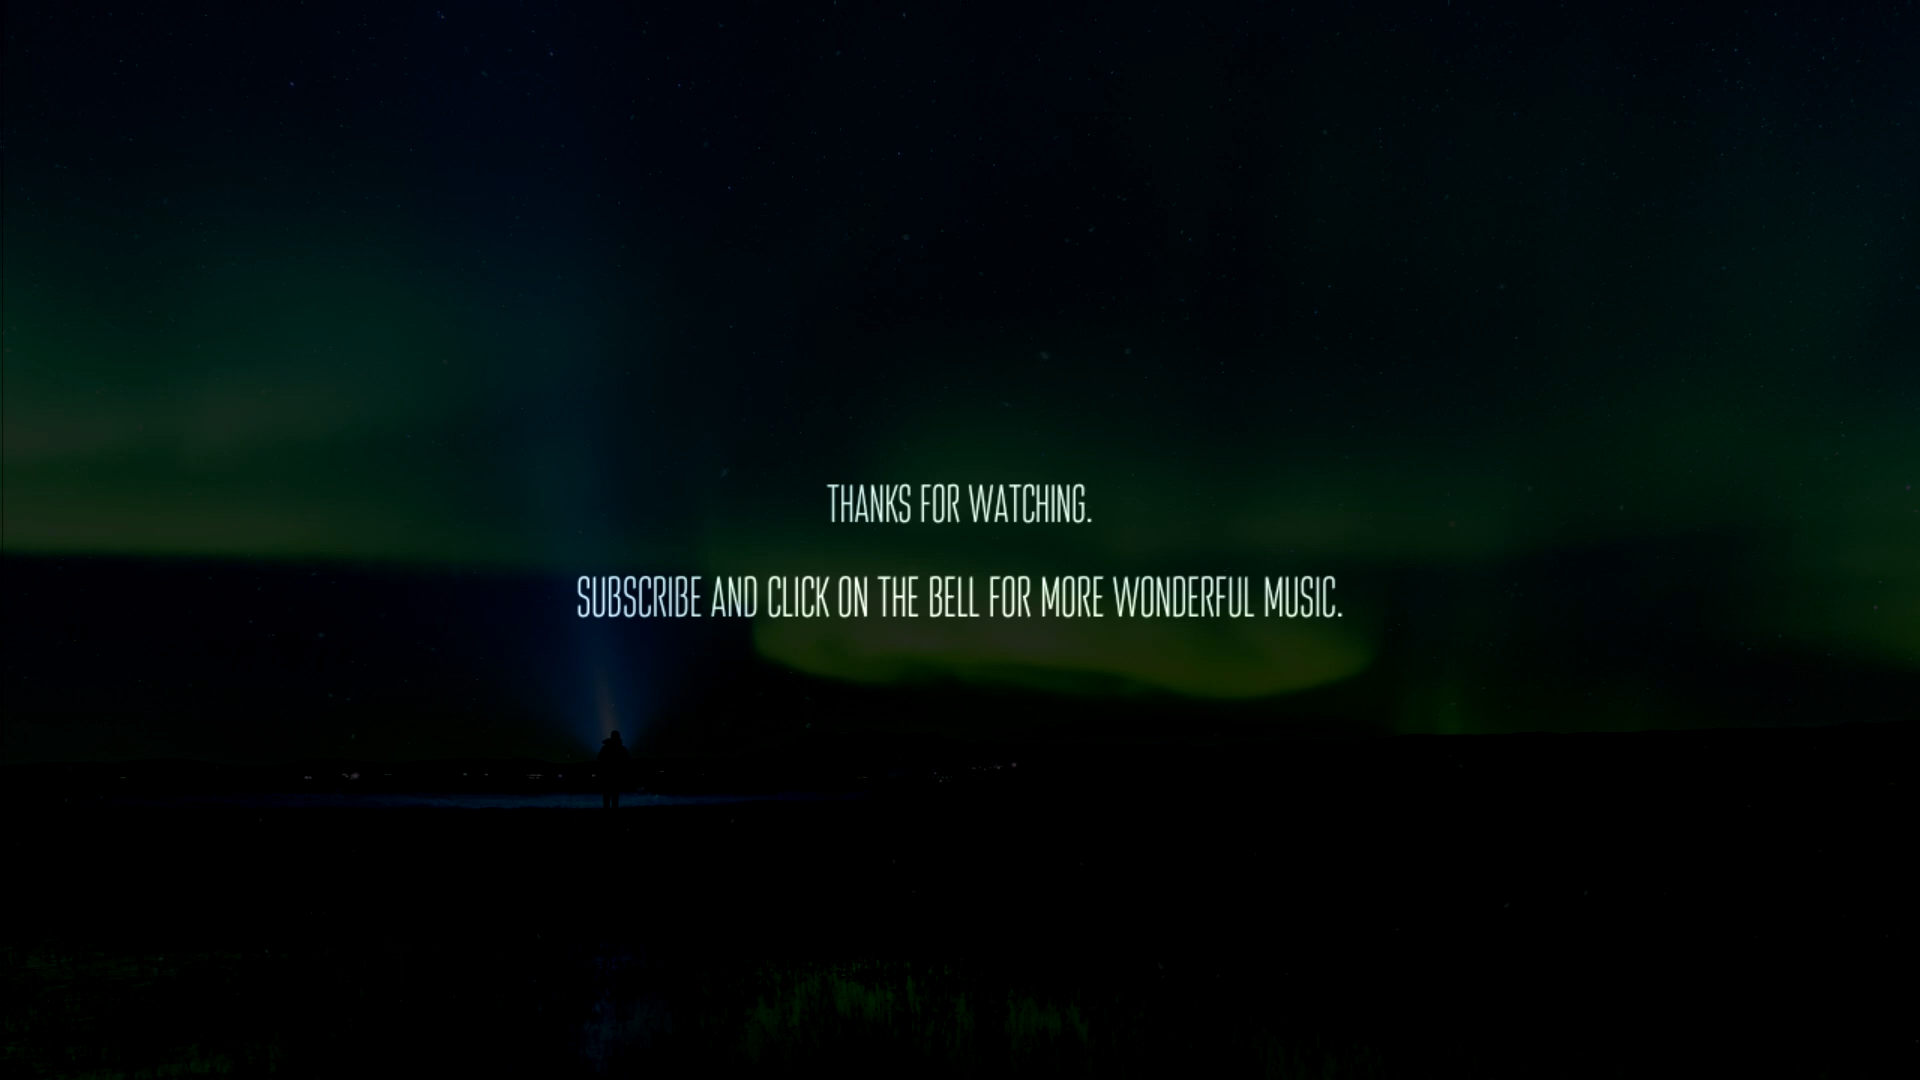 THANKS FOR WATCHING.
SUBSCRIBE AND CLICK ON THE BELL FOR MORE WONDERFUL MUSIC.